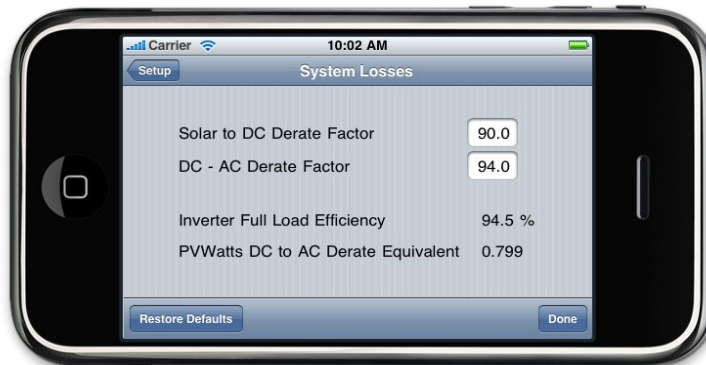 Carrier 10:02 AM
Setup System Losses
Solar to DC Derate Factor 90.0
DC - AC Derate Factor 94.0
Inverter Full Load Efficiency 94.5 %
PVWatts DC to AC Derate Equivalent 0.799
Restore Defaults Done